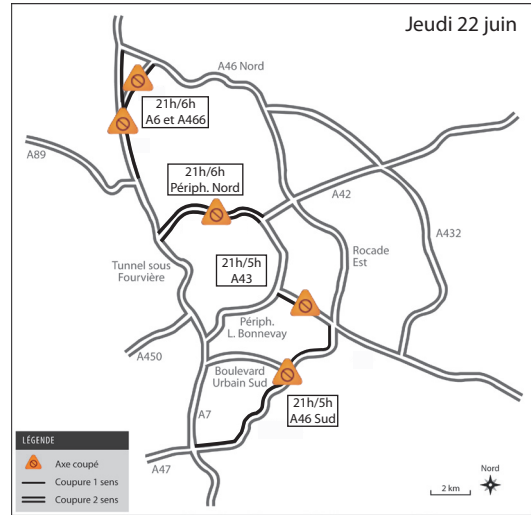 Jeudi 22 juin
A46 Nord
21h/6h
A6 et A466
A89
21h/6h
Périph. Nord
A42
A432
Tunnel sous
Fourvière
21h/5h
A43
Rocade
Est
Périph.
L. Bonnevay
A450
Boulevard
Urbain Sud
A7
21h/5h
A46 Sud
A47
LÉGENDE
Axe coupé
Coupure 1 sens
Coupure 2 sens
2 km
Nord